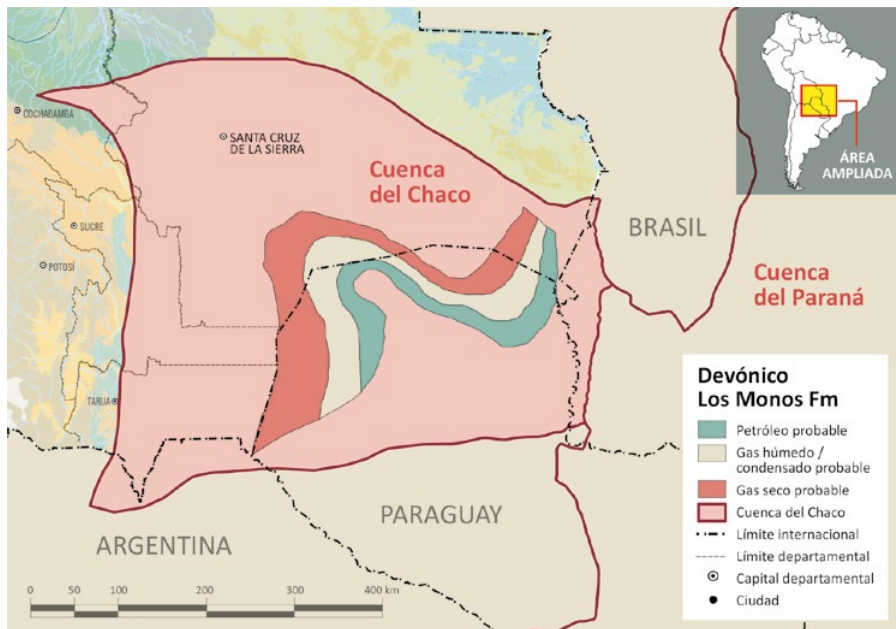 COCHABAMBA
SANTA CRUZ
DE LA SIERRA
Cuenca
del Chaco
SUCRE
POTOSÍ
TARIJA
BRASIL
Cuenca
del Paraná
ÁREA
AMPLIADA
ARGENTINA
PARAGUAY
Devónico
Los Monos Fm
Petróleo probable
Gas húmedo /
condensado probable
Gas seco probable
Cuenca del Chaco
Límite internacional
Límite departamental
Capital departamental
Ciudad
0 50 100 200 300 400 km